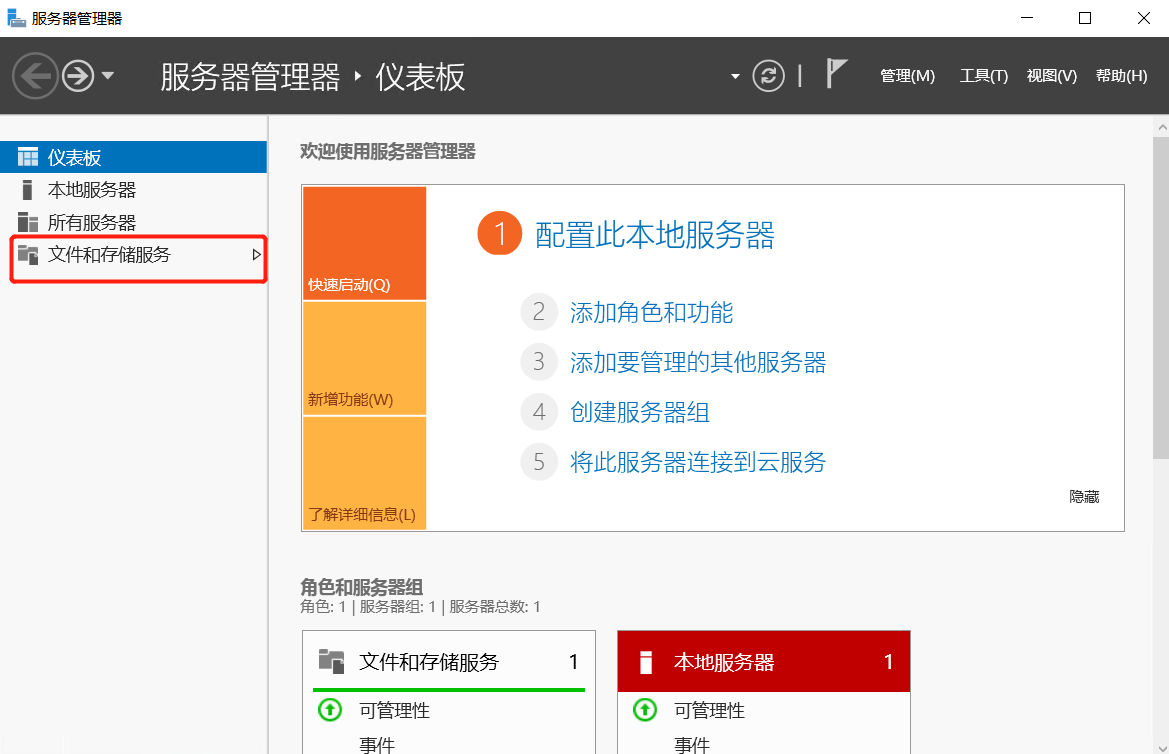 服务器管理器
服务器管理器 · 仪表板
管理(M) 工具(T) 视图(V) 帮助(H)
仪表板
本地服务器
所有服务器
文件和存储服务
欢迎使用服务器管理器
快速启动(Q)
新增功能(W)
了解详细信息(L)
1 配置此本地服务器
2 添加角色和功能
3 添加要管理的其他服务器
4 创建服务器组
5 将此服务器连接到云服务
隐藏
角色和服务器组
角色: 1 | 服务器组: 1 | 服务器总数: 1
文件和存储服务 1
可管理性
事件
本地服务器 1
可管理性
事件